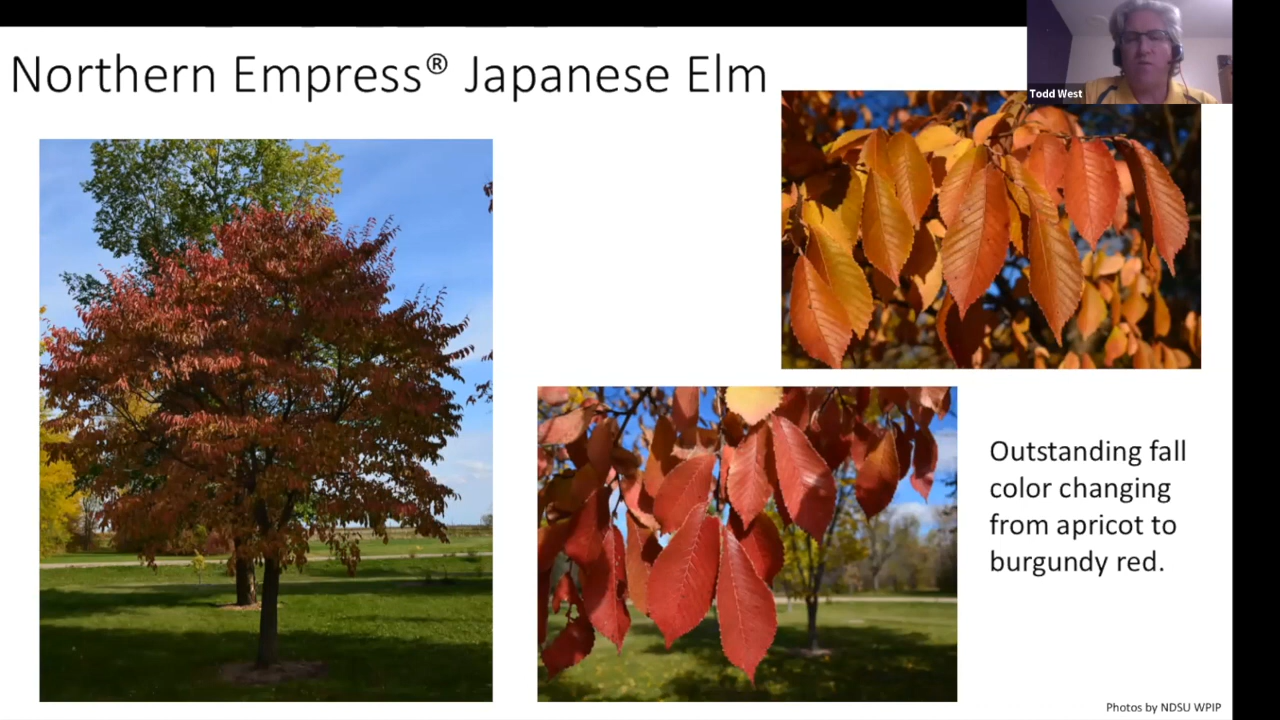 Northern Empress® Japanese Elm
Todd West
Outstanding fall
color changing
from apricot to
burgundy red.
Photos by NDSU WPIP